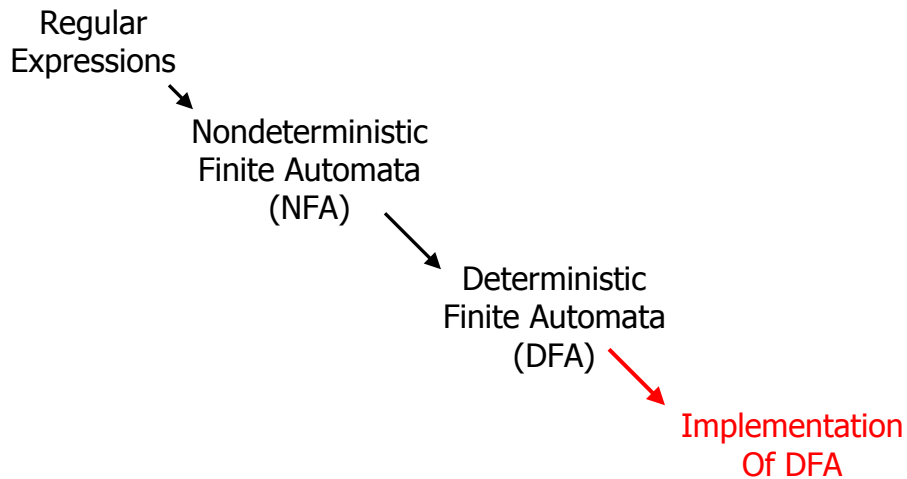 Regular
Expressions
Nondeterministic
Finite Automata
(NFA)
Deterministic
Finite Automata
(DFA)
Implementation
Of DFA